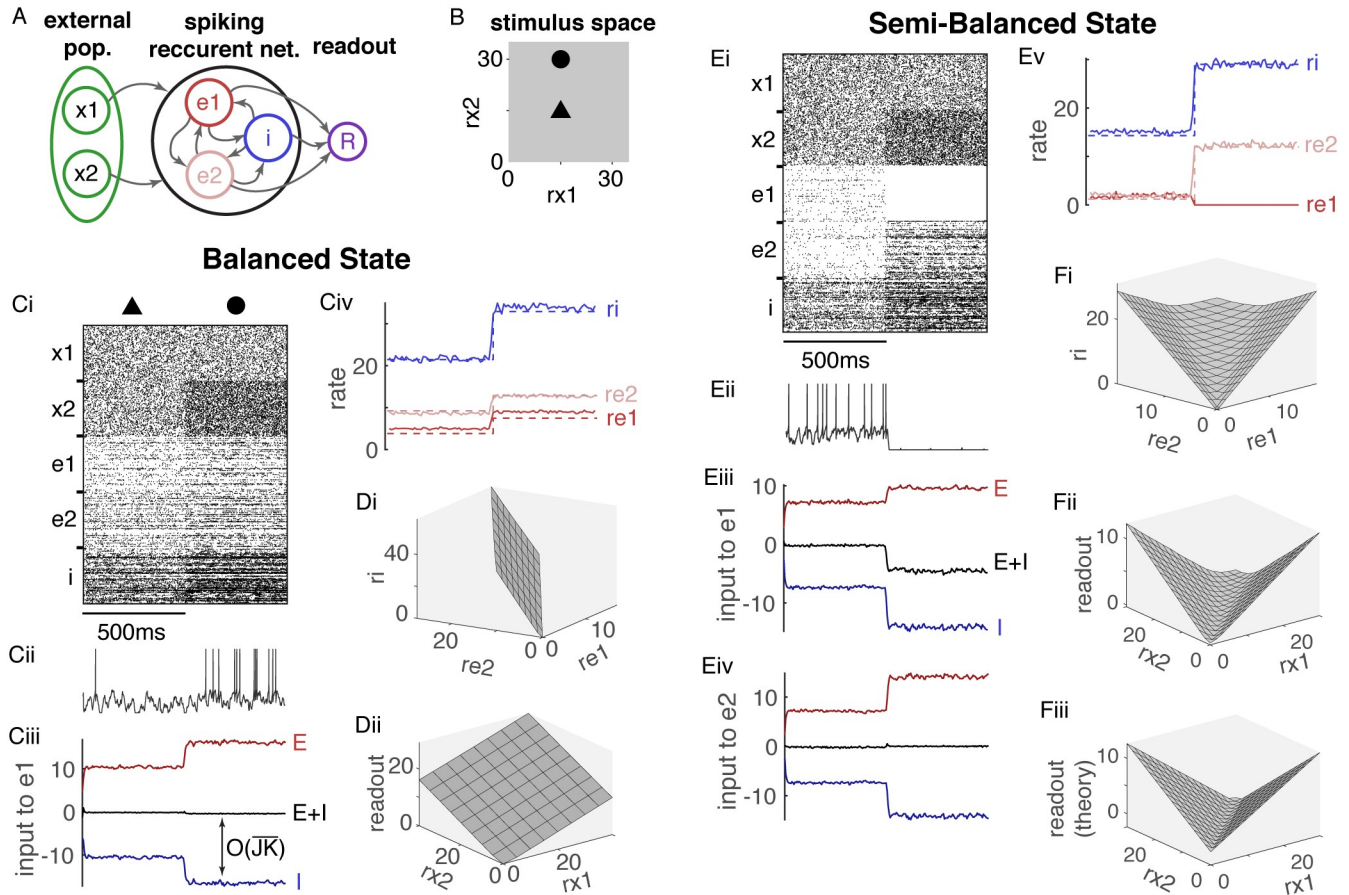 A
external
pop.
spiking
reccurent net.
readout
x1
x2
e1
e2
i
R
B
stimulus space
30
0
rx2
0
30
rx1
Balanced State
Ci
x1
x2
e1
e2
i
500ms
Cii
Ciii
input to e1
10
0
-10
E
E+I
I
O(JK)
Civ
rate
20
0
ri
re2
re1
Di
ri
40
0
20
re2
0
0
10
re1
Dii
readout
20
0
20
rx2
0
0
20
rx1
Semi-Balanced State
Ei
x1
x2
e1
e2
i
500ms
Eii
Eiii
input to e1
10
0
-10
E
E+I
I
Eiv
input to e2
10
0
-10
Ev
rate
20
0
ri
re2
re1
Fi
ri
20
0
10
re2
0
0
10
re1
Fii
readout
10
0
20
rx2
0
0
20
rx1
Fiii
readout
(theory)
10
0
20
rx2
0
0
20
rx1